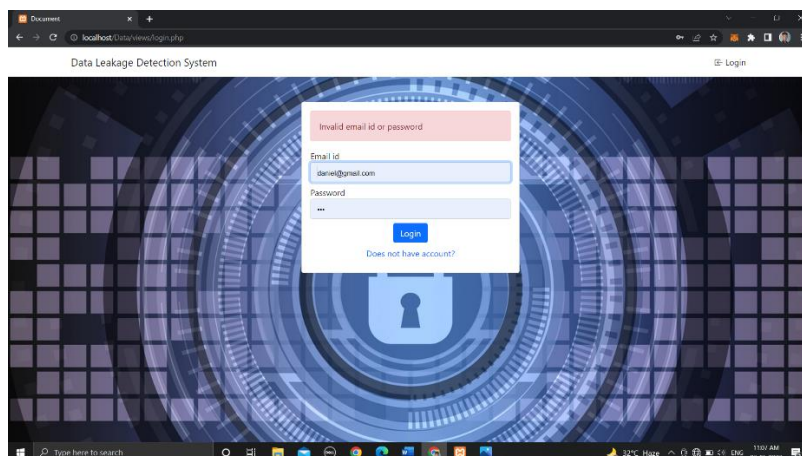 Document
localhost/Data/views/login.php
Data Leakage Detection System
Login
Invalid email id or password
Email id
daniel@gmail.com
Password
•••
Login
Does not have account?
Type here to search
32°C Haze
ENG
11:07 AM